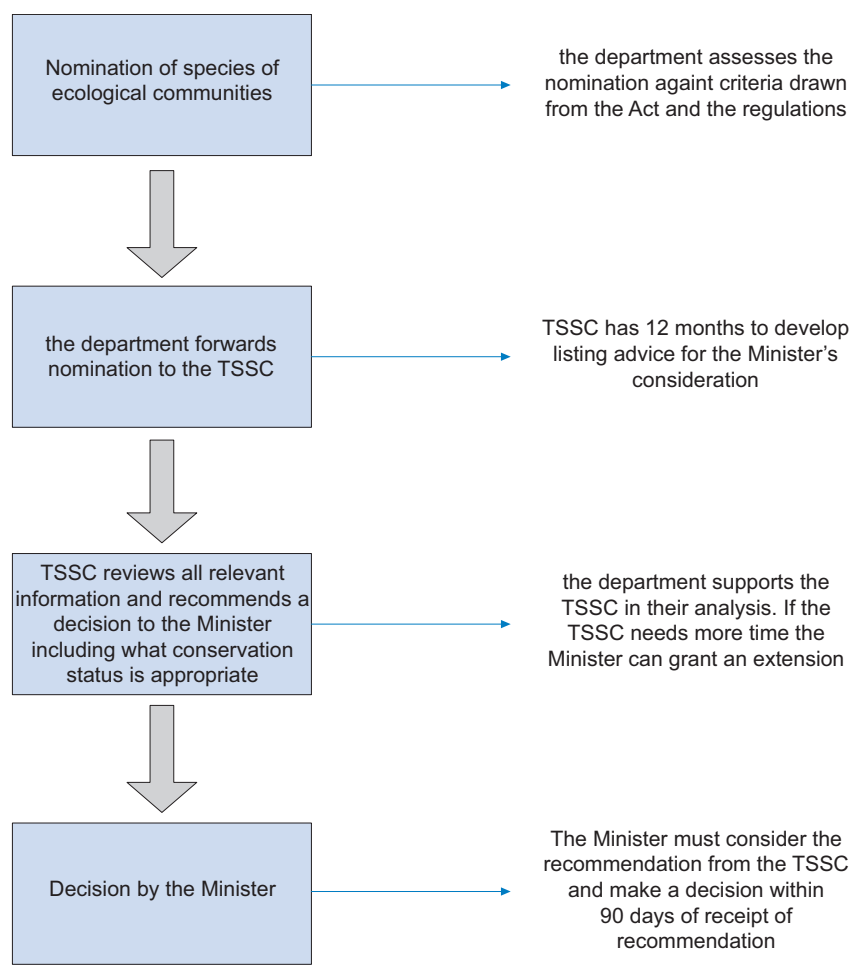 Nomination of species of
ecological communities
the department assesses the
nomination againt criteria drawn
from the Act and the regulations
the department forwards
nomination to the TSSC
TSSC has 12 months to develop
listing advice for the Minister’s
consideration
TSSC reviews all relevant
information and recommends a
decision to the Minister
including what conservation
status is appropriate
the department supports the
TSSC in their analysis. If the
TSSC needs more time the
Minister can grant an extension
Decision by the Minister
The Minister must consider the
recommendation from the TSSC
and make a decision within
90 days of receipt of
recommendation